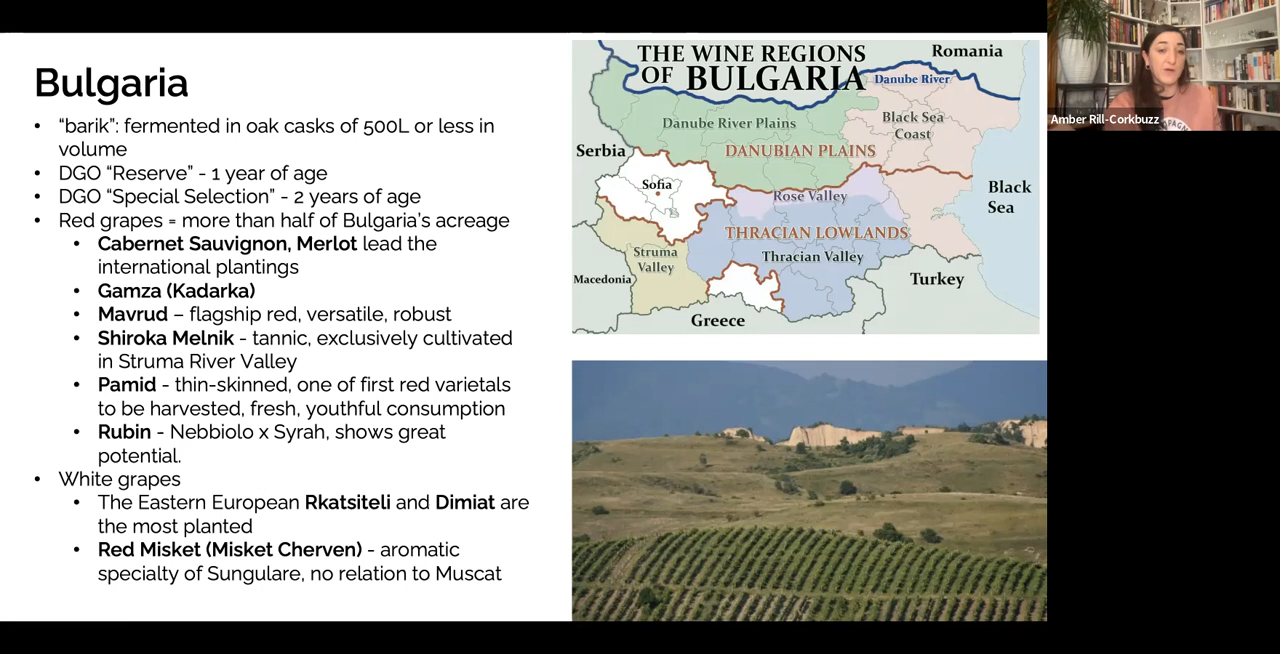 Bulgaria
• “barik”: fermented in oak casks of 500L or less in
volume
• DGO “Reserve” - 1 year of age
• DGO “Special Selection” - 2 years of age
• Red grapes = more than half of Bulgaria’s acreage
• Cabernet Sauvignon, Merlot lead the
international plantings
• Gamza (Kadarka)
• Mavrud – flagship red, versatile, robust
• Shiroka Melnik - tannic, exclusively cultivated
in Struma River Valley
• Pamid - thin-skinned, one of first red varietals
to be harvested, fresh, youthful consumption
• Rubin - Nebbiolo x Syrah, shows great
potential.
• White grapes
• The Eastern European Rkatsiteli and Dimiat are
the most planted
• Red Misket (Misket Cherven) - aromatic
specialty of Sungulare, no relation to Muscat
THE WINE REGIONS
OF BULGARIA
Romania
Danube River
Danube River Plains
Black Sea
Coast
DANUBIAN PLAINS
Serbia
Sofia
Black
Sea
Rose Valley
THRACIAN LOWLANDS
Struma
Valley
Thracian Valley
Macedonia
Turkey
Greece
Amber Rill-Corkbuzz